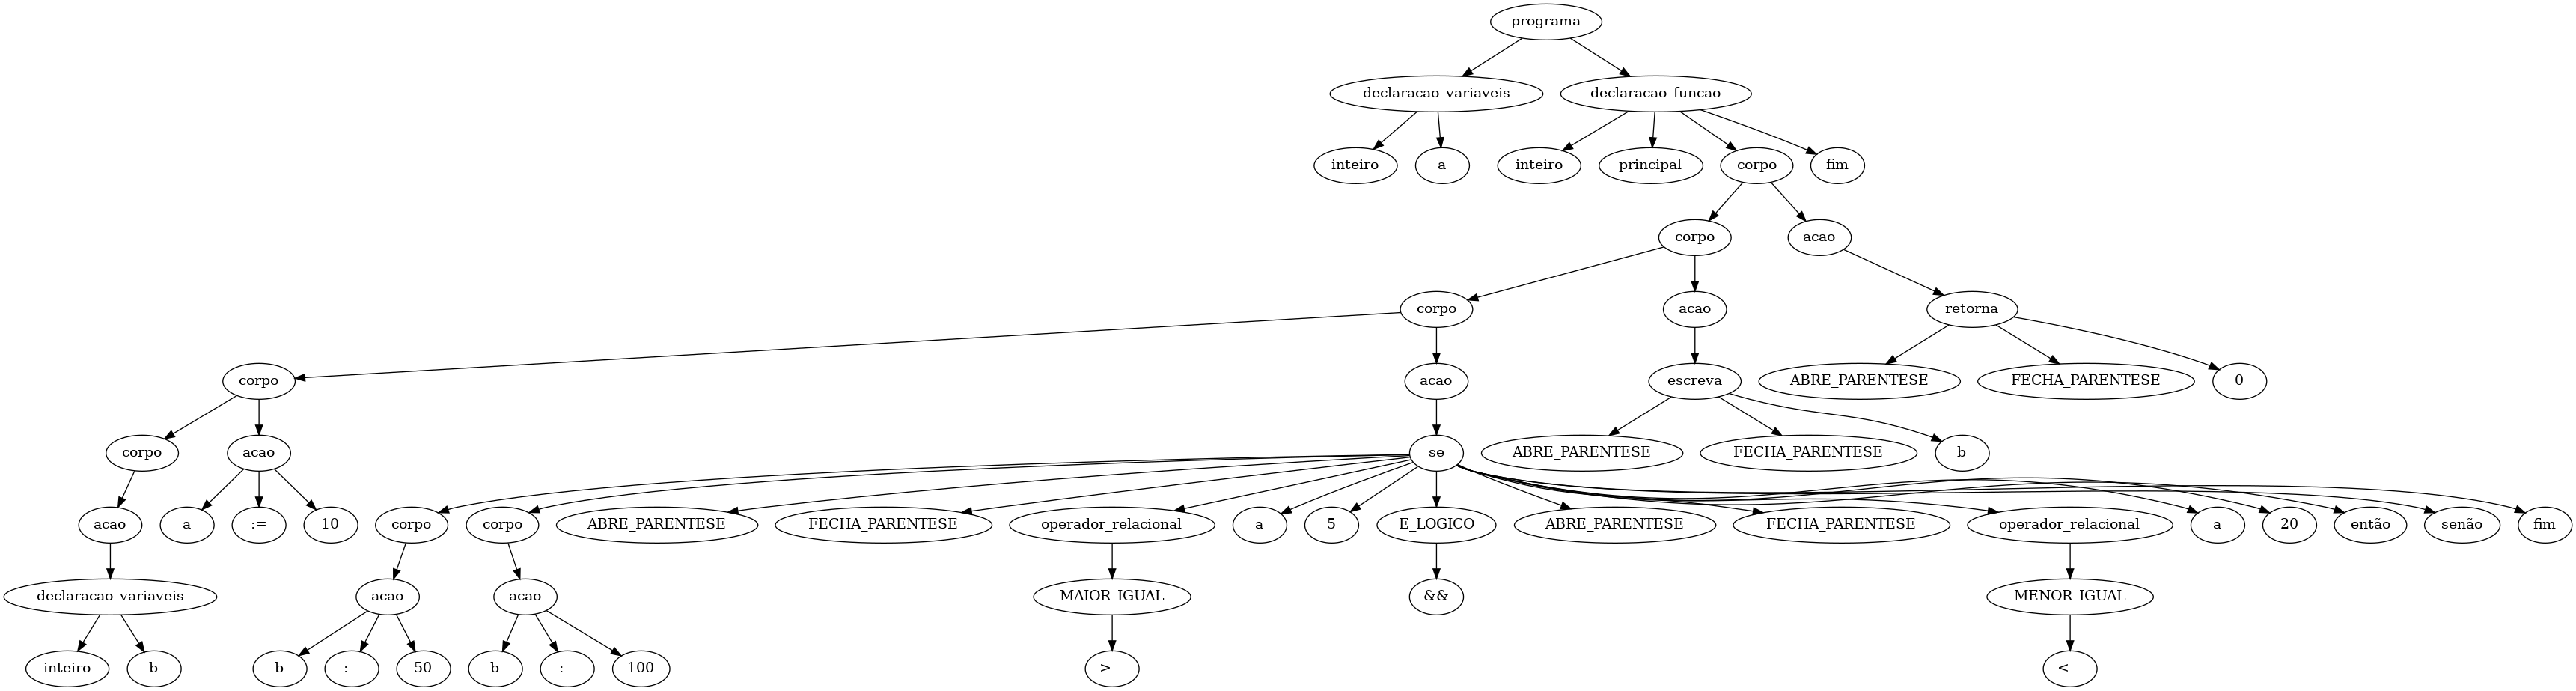 programa
declaracao_variaveis declaracao_funcao
inteiro a inteiro principal corpo fim
corpo acao
corpo acao retorna
corpo acao escreva ABRE_PARENTESE FECHA_PARENTESE 0
corpo acao se ABRE_PARENTESE FECHA_PARENTESE b
acao a := 10 corpo corpo ABRE_PARENTESE FECHA_PARENTESE operador_relacional a 5 E_LOGICO ABRE_PARENTESE FECHA_PARENTESE operador_relacional a 20 então senão fim
declaracao_variaveis acao acao MAIOR_IGUAL && MENOR_IGUAL
inteiro b b := 50 b := 100 >= <=